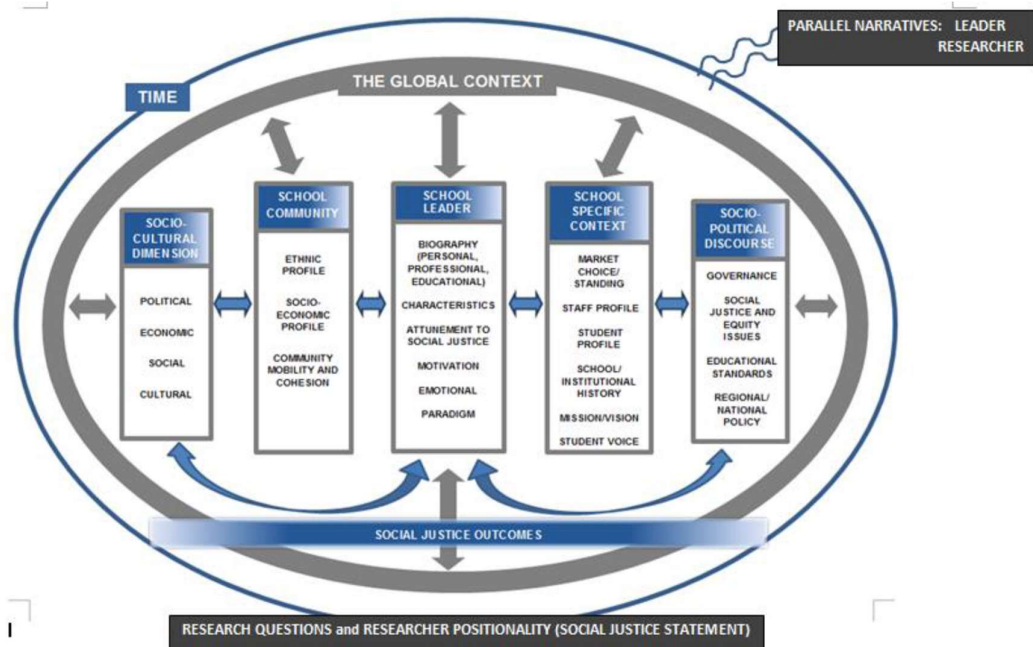 PARALLEL NARRATIVES: LEADER
RESEARCHER
THE GLOBAL CONTEXT
TIME
SOCIO-
CULTURAL
DIMENSION
POLITICAL
ECONOMIC
SOCIAL
CULTURAL
SCHOOL
COMMUNITY
ETHNIC
PROFILE
SOCIO-
ECONOMIC
PROFILE
COMMUNITY
MOBILITY AND
COHESION
SCHOOL
LEADER
BIOGRAPHY
(PERSONAL,
PROFESSIONAL,
EDUCATIONAL)
CHARACTERISTICS
ATTUNEMENT TO
SOCIAL JUSTICE
MOTIVATION
EMOTIONAL
PARADIGM
SCHOOL
SPECIFIC
CONTEXT
MARKET
CHOICE/
STANDING
STAFF PROFILE
STUDENT
PROFILE
SCHOOL/
INSTITUTIONAL
HISTORY
MISSION/VISION
STUDENT VOICE
SOCIO-
POLITICAL
DISCOURSE
GOVERNANCE
SOCIAL
JUSTICE AND
EQUITY
ISSUES
EDUCATIONAL
STANDARDS
REGIONAL/
NATIONAL
POLICY
SOCIAL JUSTICE OUTCOMES
RESEARCH QUESTIONS and RESEARCHER POSITIONALITY (SOCIAL JUSTICE STATEMENT)